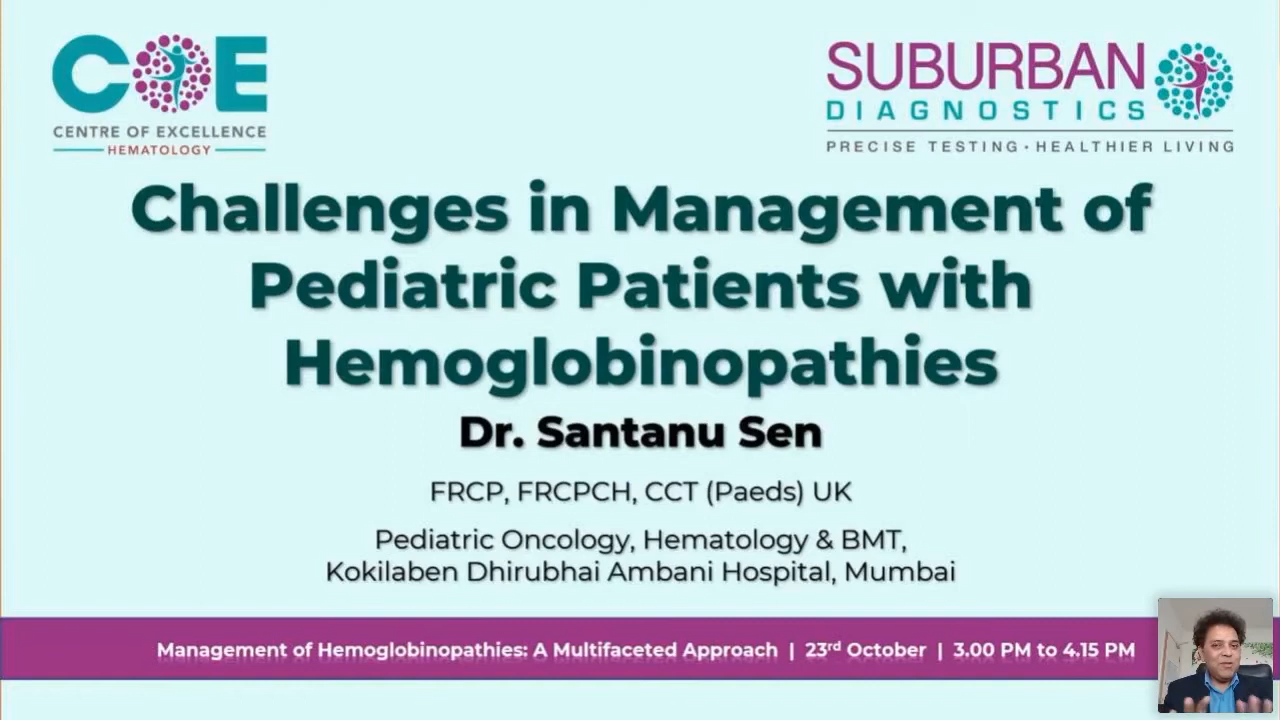 COE
CENTRE OF EXCELLENCE
HEMATOLOGY
SUBURBAN
DIAGNOSTICS
PRECISE TESTING · HEALTHIER LIVING
Challenges in Management of
Pediatric Patients with
Hemoglobinopathies
Dr. Santanu Sen
FRCP, FRCPCH, CCT (Paeds) UK
Pediatric Oncology, Hematology & BMT,
Kokilaben Dhirubhai Ambani Hospital, Mumbai
Management of Hemoglobinopathies: A Multifaceted Approach | 23rd October | 3.00 PM to 4.15 PM